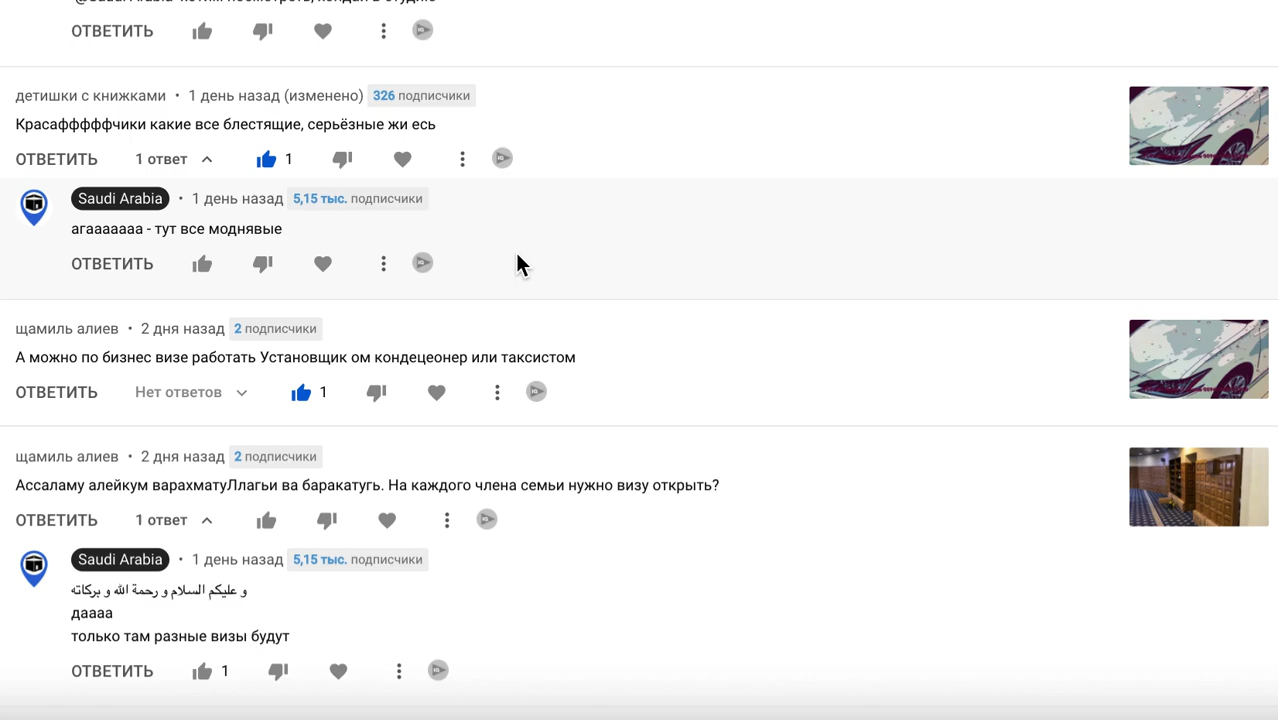 ОТВЕТИТЬ
детишки с книжками • 1 день назад (изменено) 326 подписчики
Красафффффчики какие все блестящие, серьёзные жи есь
ОТВЕТИТЬ 1 ответ 1
Saudi Arabia • 1 день назад 5,15 тыс. подписчики
агааааааа - тут все моднявые
ОТВЕТИТЬ
щамиль алиев • 2 дня назад 2 подписчики
А можно по бизнес визе работать Установщик ом кондецеонер или таксистом
ОТВЕТИТЬ Нет ответов 1
щамиль алиев • 2 дня назад 2 подписчики
Ассаламу алейкум варахматуЛлагьи ва баракатугь. На каждого члена семьи нужно визу открыть?
ОТВЕТИТЬ 1 ответ
Saudi Arabia • 1 день назад 5,15 тыс. подписчики
و عليكم السلام و رحمة الله و بركاته
даааа
только там разные визы будут
ОТВЕТИТЬ 1